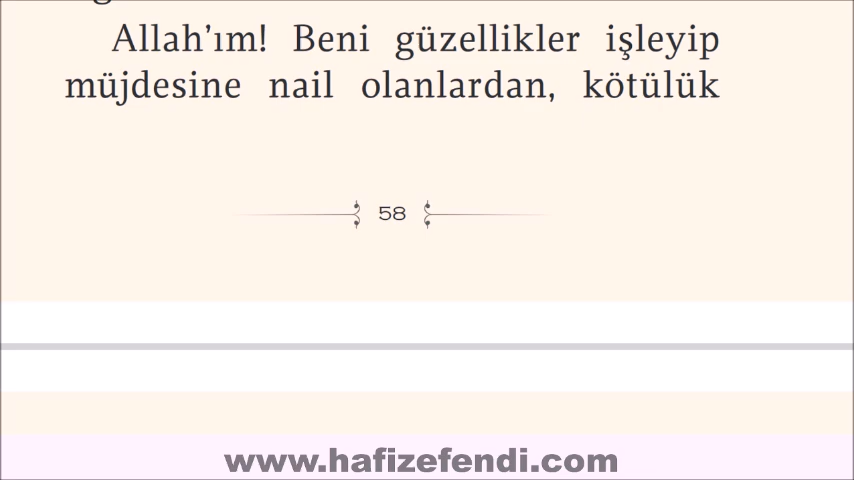 Allah’ım! Beni güzellikler işleyip
müjdesine nail olanlardan, kötülük
58
www.hafizefendi.com